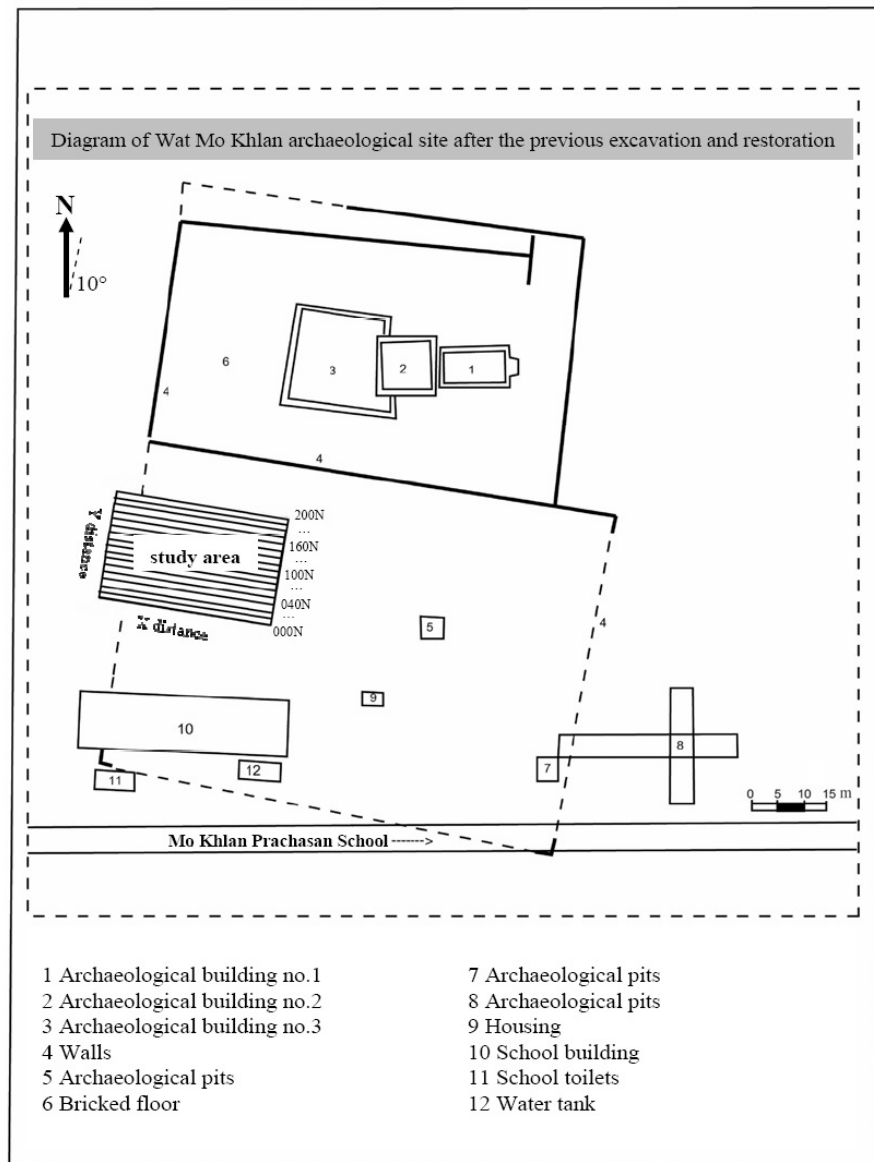 Diagram of Wat Mo Khlan archaeological site after the previous excavation and restoration
N
10°
6
3
2
1
4
4
200N
...
160N
...
100N
...
040N
...
000N
Y distance
study area
X distance
5
4
9
10
8
7
12
11
0 5 10 15 m
Mo Khlan Prachasan School ------->
1 Archaeological building no.1
2 Archaeological building no.2
3 Archaeological building no.3
4 Walls
5 Archaeological pits
6 Bricked floor
7 Archaeological pits
8 Archaeological pits
9 Housing
10 School building
11 School toilets
12 Water tank